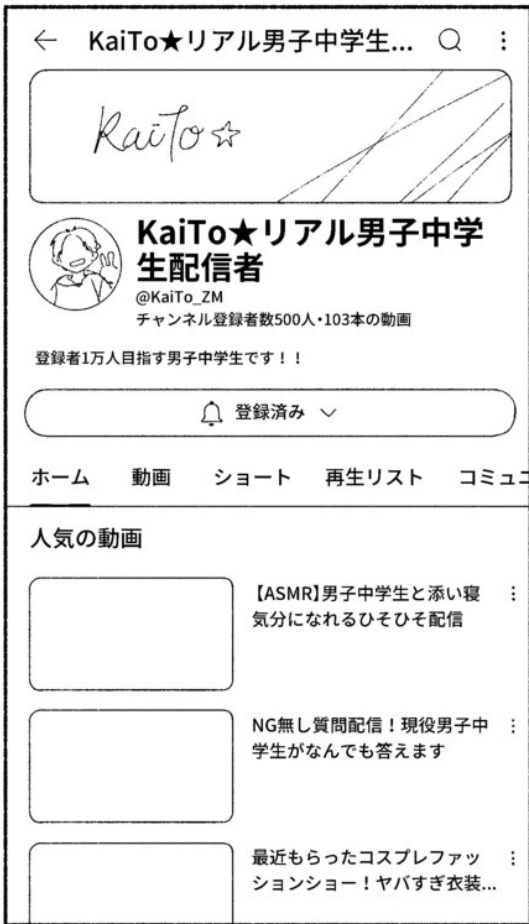 KaiTo★リアル男子中学生...
KaiTo☆
KaiTo★リアル男子中学
生配信者
@KaiTo_ZM
チャンネル登録者数500人・103本の動画
登録者1万人目指す男子中学生です！！
登録済み
ホーム 動画 ショート 再生リスト コミュニ
人気の動画
【ASMR】男子中学生と添い寝
気分になれるひそひそ配信
NG無し質問配信！現役男子中
学生がなんでも答えます
最近もらったコスプレファッ
ションショー！ヤバすぎ衣装...